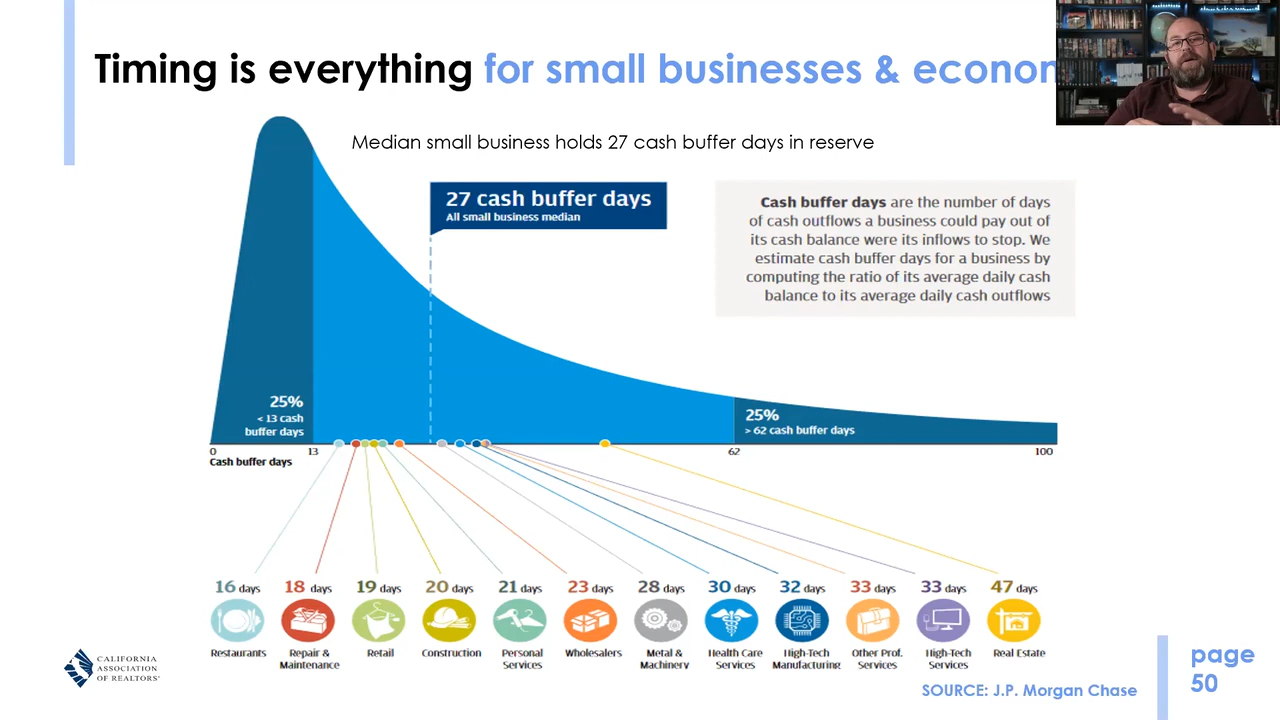 Timing is everything for small businesses & econom
Median small business holds 27 cash buffer days in reserve
27 cash buffer days
All small business median
Cash buffer days are the number of days
of cash outflows a business could pay out of
its cash balance were its inflows to stop. We
estimate cash buffer days for a business by
computing the ratio of its average daily cash
balance to its average daily cash outflows
25%
< 13 cash
buffer days
25%
> 62 cash buffer days
0
13
62
100
Cash buffer days
16 days
18 days
19 days
20 days
21 days
23 days
28 days
30 days
32 days
33 days
33 days
47 days
Restaurants
Repair &
Maintenance
Retail
Construction
Personal
Services
Wholesalers
Metal &
Machinery
Health Care
Services
High-Tech
Manufacturing
Other Prof.
Services
High-Tech
Services
Real Estate
CALIFORNIA
ASSOCIATION
OF REALTORS®
SOURCE: J.P. Morgan Chase
page
50